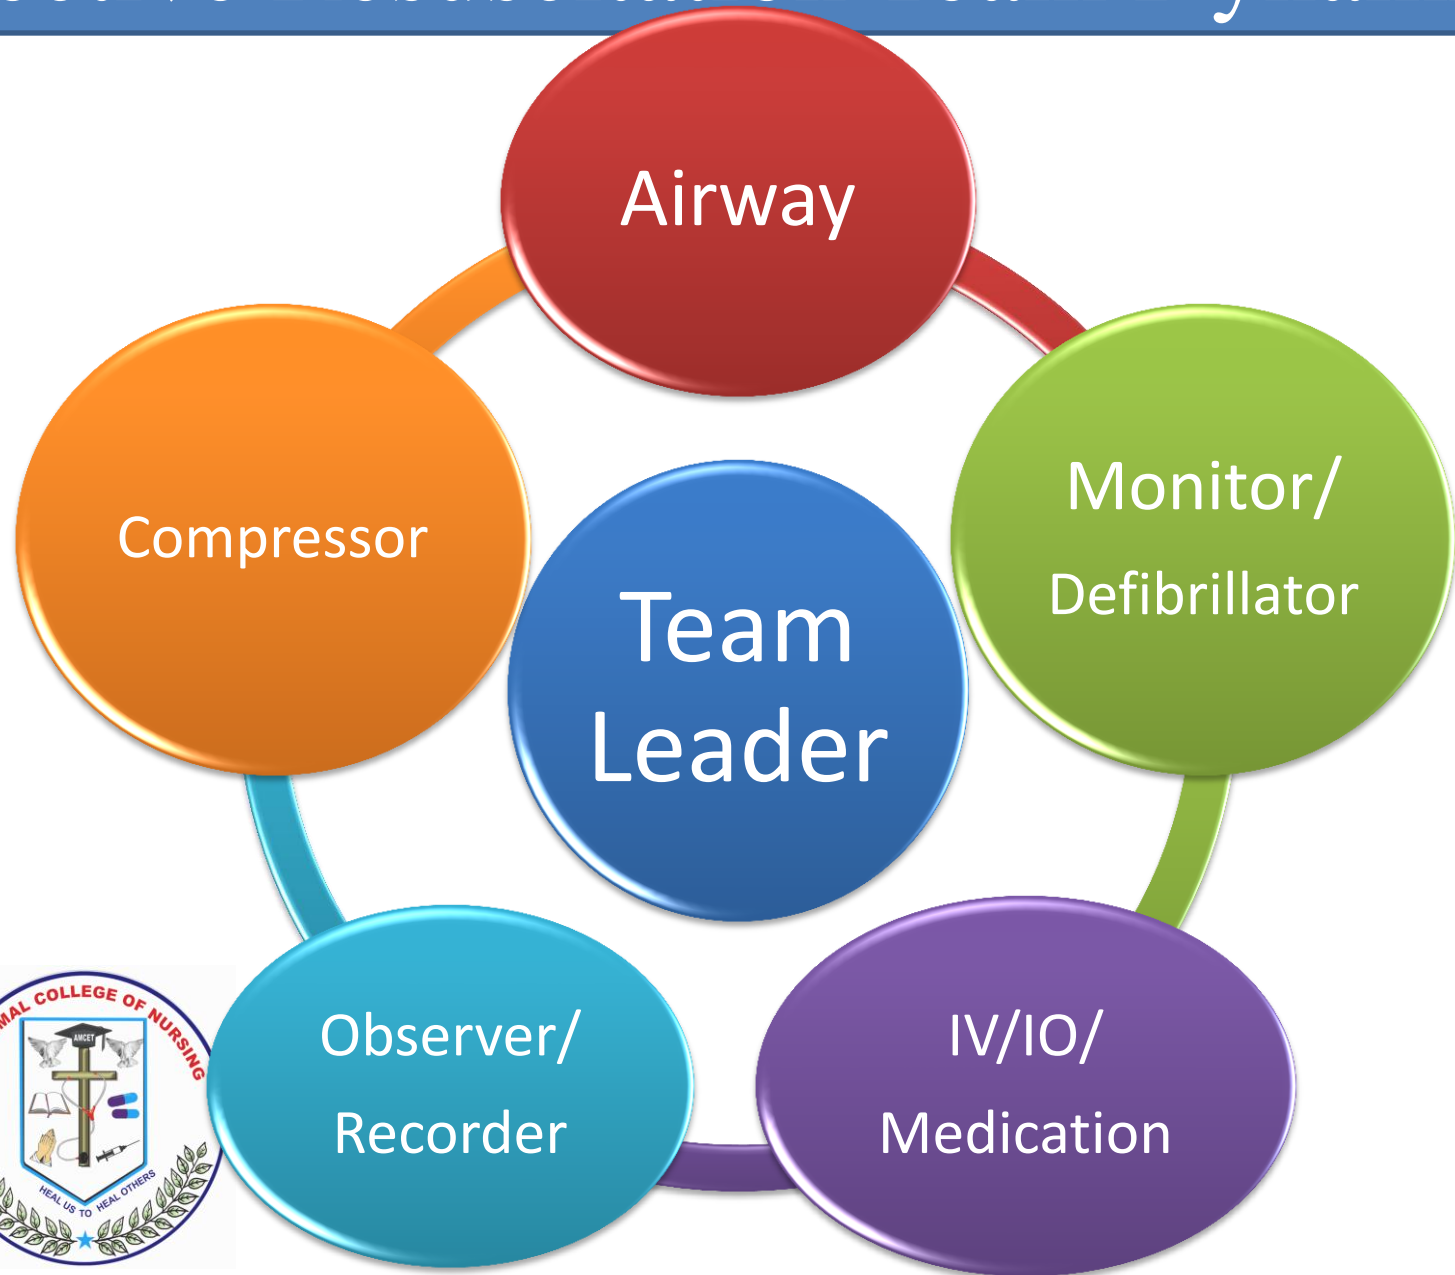 Airway
Compressor
Monitor/
Defibrillator
Team
Leader
Observer/
Recorder
IV/IO/
Medication
COLLEGE OF NURSING
AMCET
HEAL US TO HEAL OTHERS